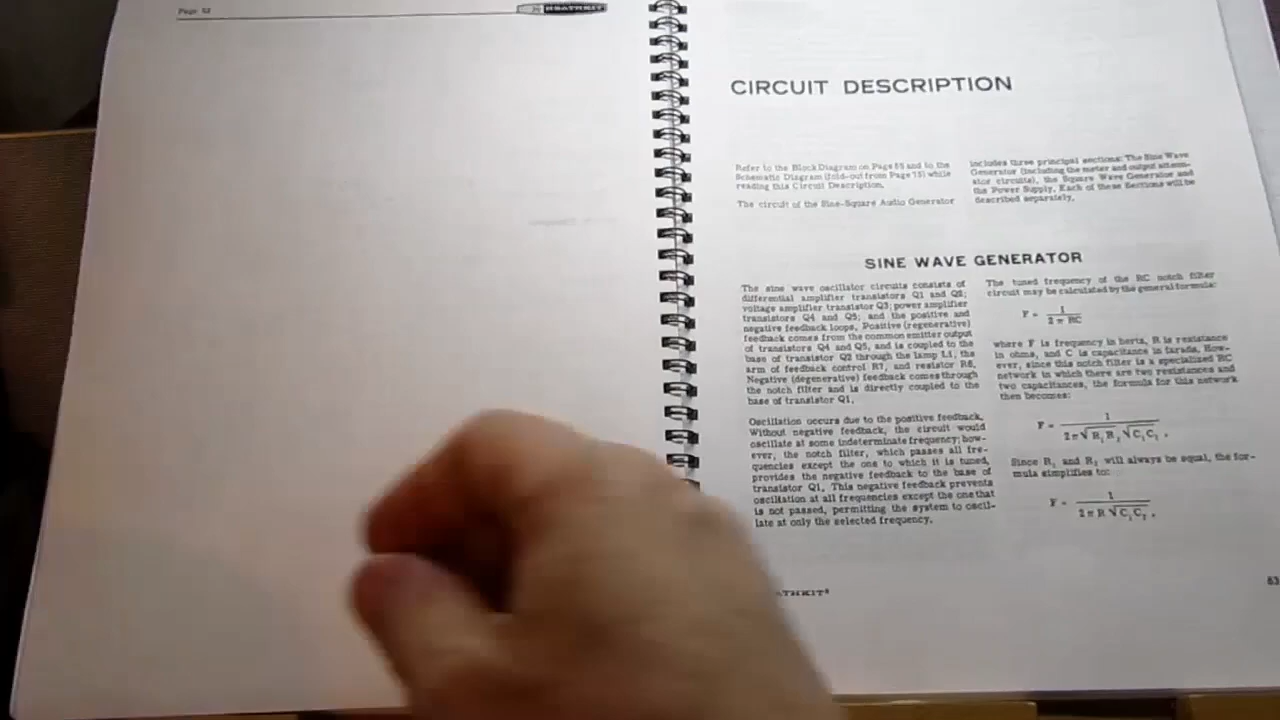 Page 52
HEATHKIT
CIRCUIT DESCRIPTION
Refer to the Block Diagram on Page 65 and to the
Schematic Diagram (fold-out from Page 75) while
reading this Circuit Description.
The circuit of the Sine-Square Audio Generator
includes three principal sections: The Sine Wave
Generator (including the meter and output atten-
uator circuits), the Square Wave Generator and
the Power Supply. Each of these Sections will be
described separately.
SINE WAVE GENERATOR
The sine wave oscillator circuits consists of
differential amplifier transistors Q1 and Q2;
voltage amplifier transistor Q3; power amplifier
transistors Q4 and Q5; and the positive and
negative feedback loops. Positive (regenerative)
feedback comes from the common emitter output
of transistors Q4 and Q5, and is coupled to the
base of transistor Q2 through the lamp L1, the
arm of feedback control R7, and resistor R6.
Negative (degenerative) feedback comes through
the notch filter and is directly coupled to the
base of transistor Q1.
Oscillation occurs due to the positive feedback.
Without negative feedback, the circuit would
oscillate at some indeterminate frequency; how-
ever, the notch filter, which passes all fre-
quencies except the one to which it is tuned,
provides the negative feedback to the base of
transistor Q1. This negative feedback prevents
oscillation at all frequencies except the one that
is not passed, permitting the system to oscil-
late at only the selected frequency.
The tuned frequency of the RC notch filter
circuit may be calculated by the general formula:
F = 1 / 2 π RC
where F is frequency in hertz, R is resistance
in ohms, and C is capacitance in farads. How-
ever, since this notch filter is a specialized RC
network in which there are two resistances and
two capacitances, the formula for this network
then becomes:
F = 1 / 2π√R₁R₂ √C₁C₂ .
Since R₁ and R₂ will always be equal, the for-
mula simplifies to:
F = 1 / 2π R √C₁C₂ .
ATHKIT®
63